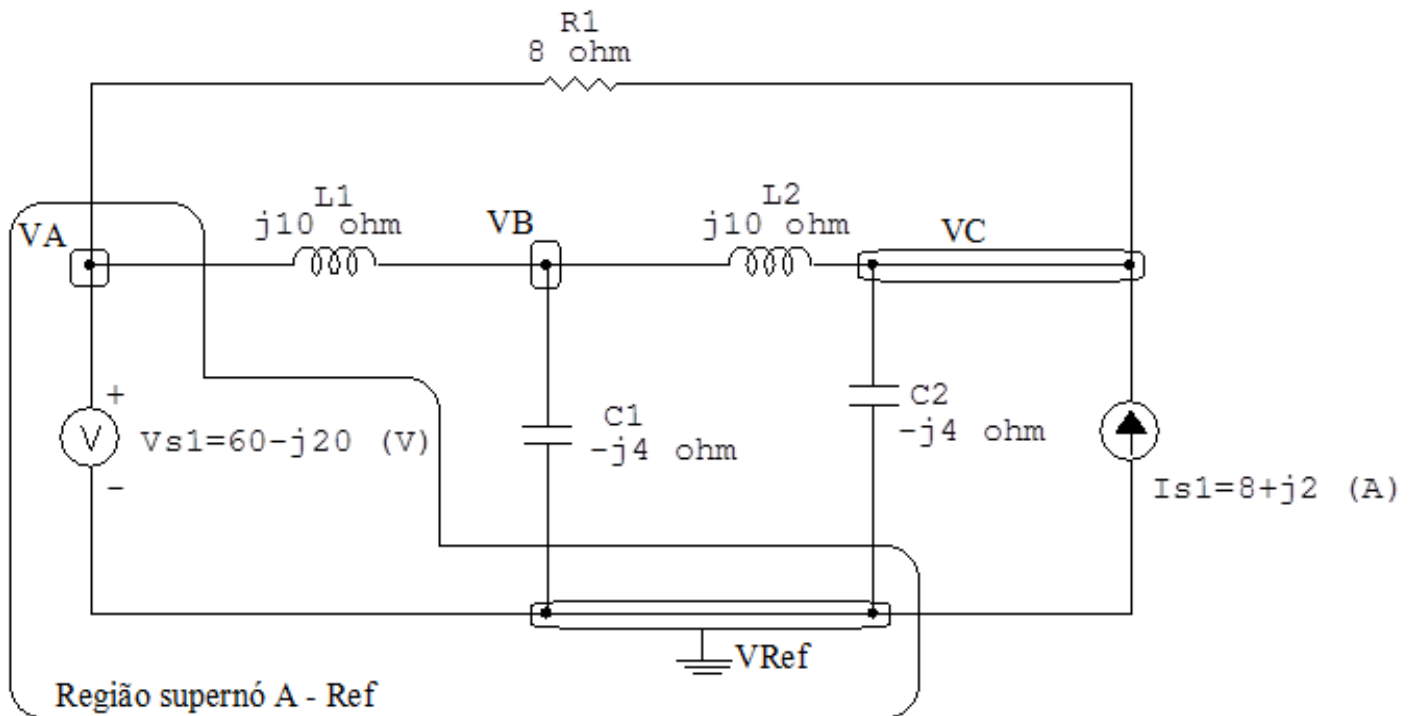 R1
8 ohm
L1
j10 ohm
L2
j10 ohm
VA
VB
VC
+
V
-
Vs1=60-j20 (V)
C1
-j4 ohm
C2
-j4 ohm
Is1=8+j2 (A)
VRef
Região supernó A - Ref